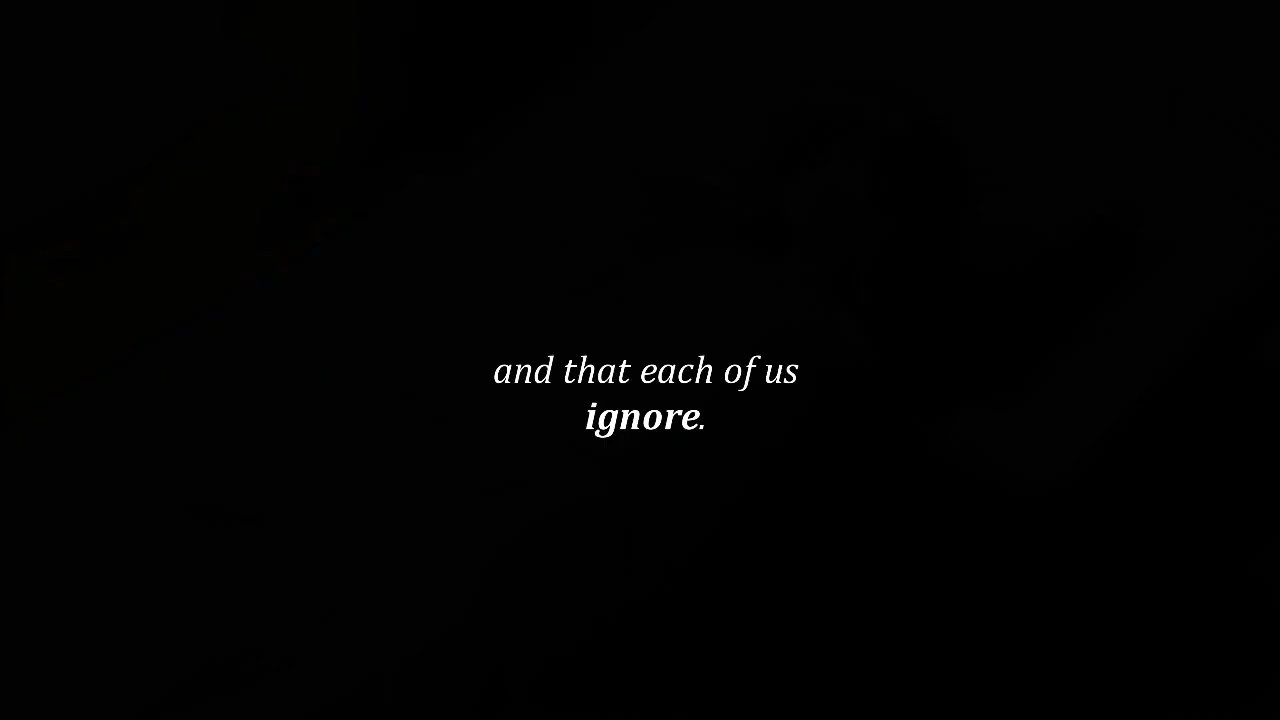 and that each of us
ignore.